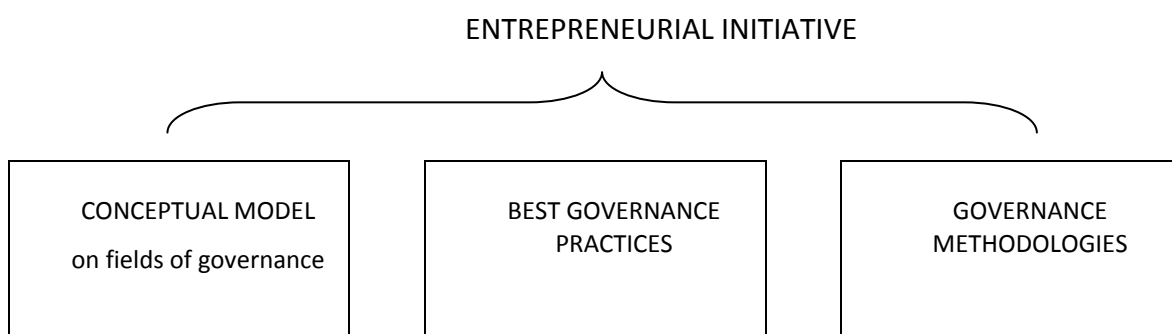 ENTREPRENEURIAL INITIATIVE
CONCEPTUAL MODEL
on fields of governance
BEST GOVERNANCE
PRACTICES
GOVERNANCE
METHODOLOGIES